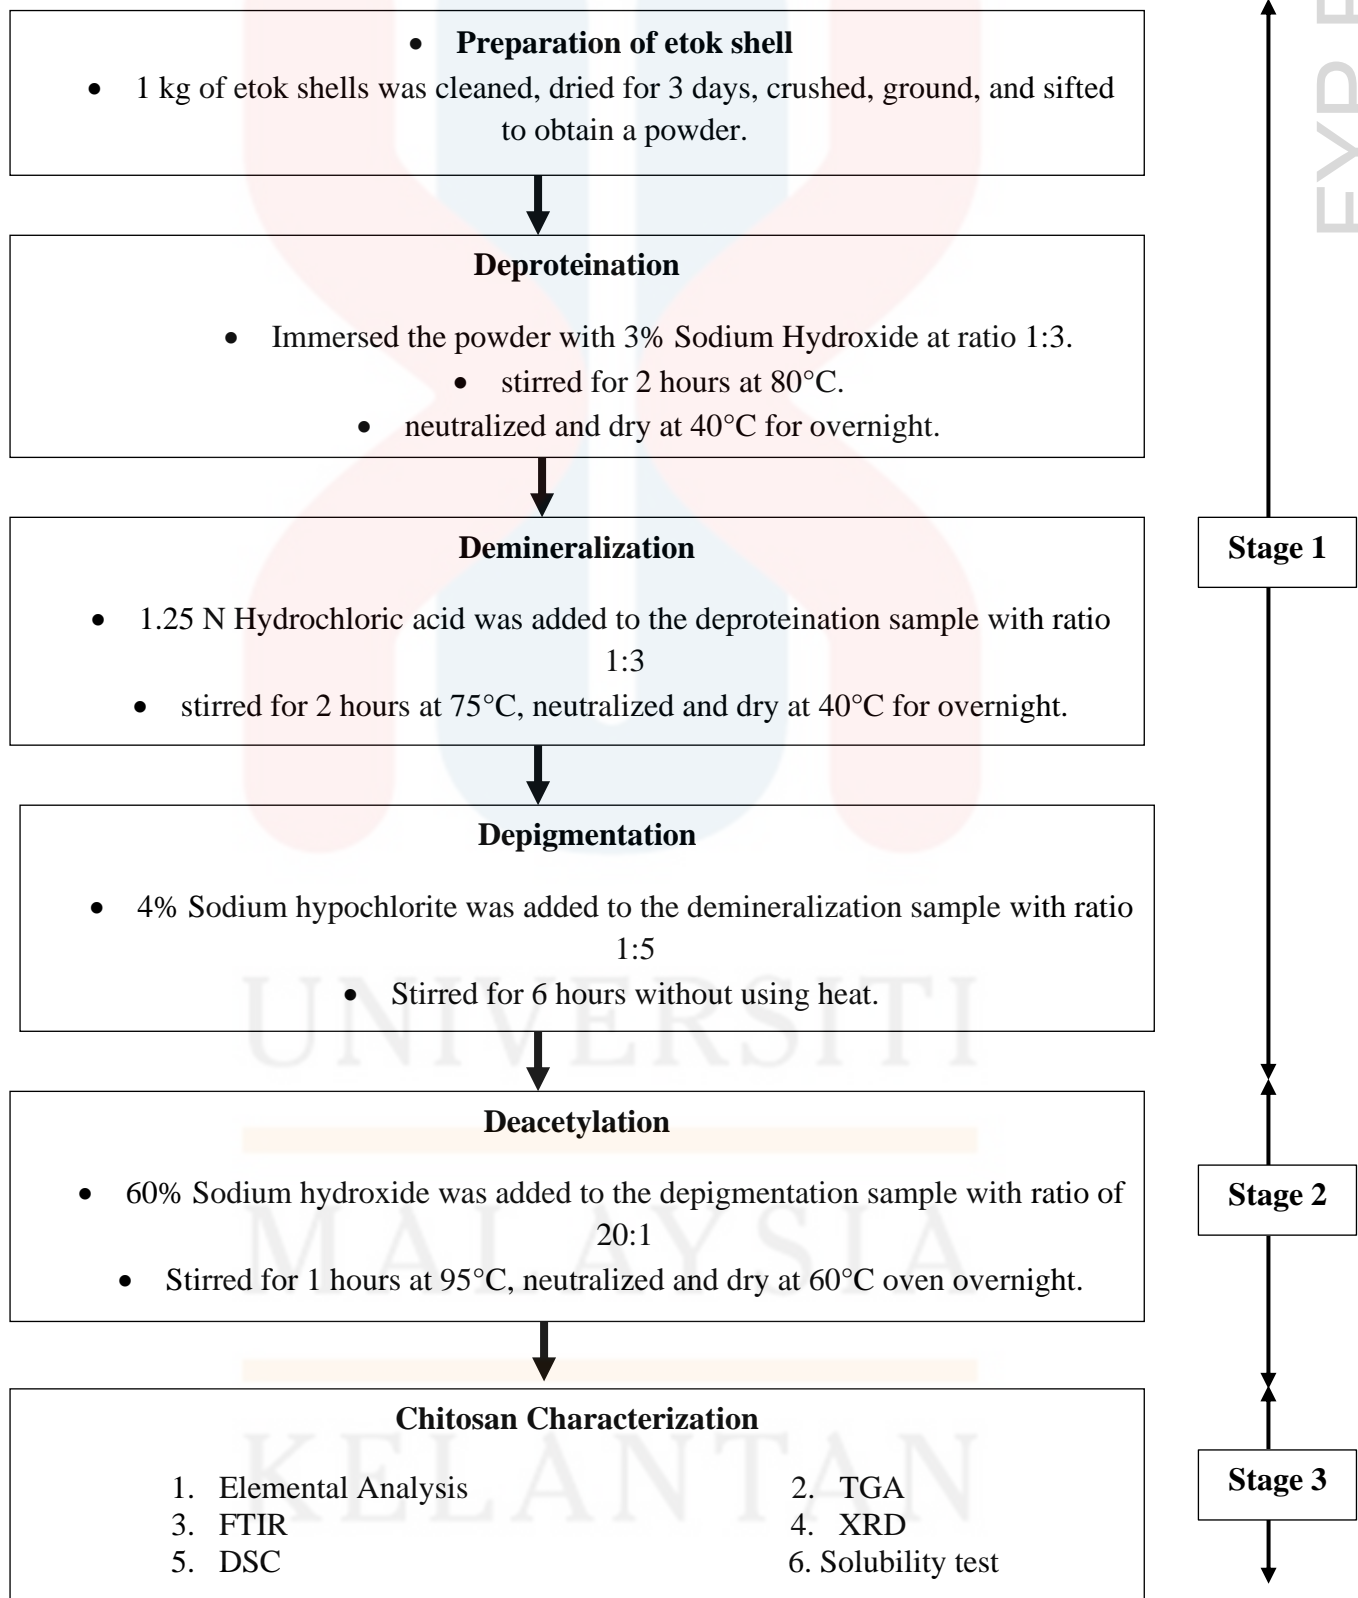 • Preparation of etok shell
• 1 kg of etok shells was cleaned, dried for 3 days, crushed, ground, and sifted
to obtain a powder.
Deproteination
• Immersed the powder with 3% Sodium Hydroxide at ratio 1:3.
• stirred for 2 hours at 80°C.
• neutralized and dry at 40°C for overnight.
Demineralization
• 1.25 N Hydrochloric acid was added to the deproteination sample with ratio
1:3
• stirred for 2 hours at 75°C, neutralized and dry at 40°C for overnight.
Stage 1
Depigmentation
• 4% Sodium hypochlorite was added to the demineralization sample with ratio
1:5
• Stirred for 6 hours without using heat.
Deacetylation
• 60% Sodium hydroxide was added to the depigmentation sample with ratio of
20:1
• Stirred for 1 hours at 95°C, neutralized and dry at 60°C oven overnight.
Stage 2
Chitosan Characterization
1. Elemental Analysis 2. TGA
3. FTIR 4. XRD
5. DSC 6. Solubility test
Stage 3
UNIVERSITI
MALAYSIA
KELANTAN
FYP